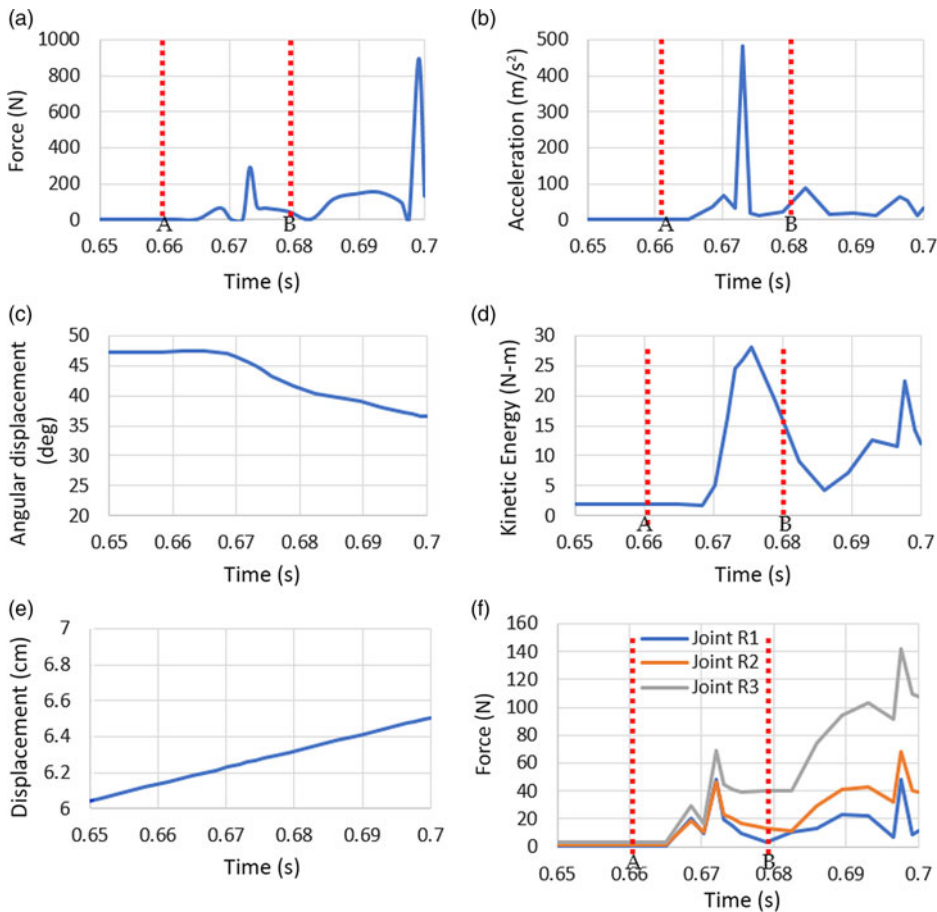 (a)
1000
800
600
400
200
0
Force (N)
A
B
0.65 0.66 0.67 0.68 0.69 0.7
Time (s)
(b)
500
400
300
200
100
0
Acceleration (m/s²)
A
B
0.65 0.66 0.67 0.68 0.69 0.7
Time (s)
(c)
50
45
40
35
30
25
20
Angular displacement
(deg)
0.65 0.66 0.67 0.68 0.69 0.7
Time (s)
(d)
30
25
20
15
10
5
0
Kinetic Energy (N-m)
A
B
0.65 0.66 0.67 0.68 0.69 0.7
Time (s)
(e)
7
6.8
6.6
6.4
6.2
6
Displacement (cm)
0.65 0.66 0.67 0.68 0.69 0.7
Time (s)
(f)
160
140
120
100
80
60
40
20
0
Force (N)
Joint R1
Joint R2
Joint R3
A
B
0.65 0.66 0.67 0.68 0.69 0.7
Time (s)